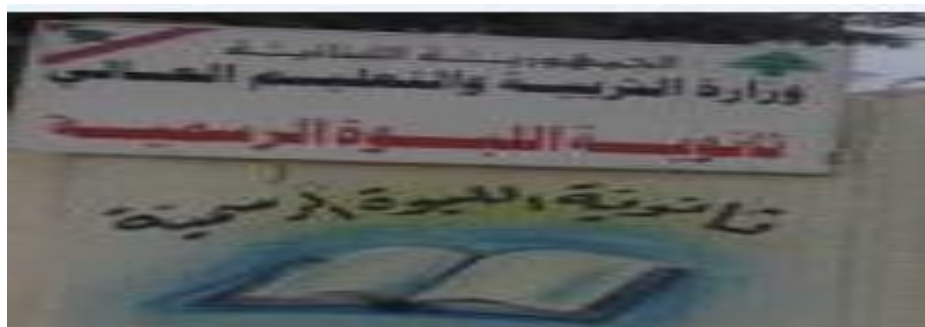 الجمهورية اللبنانية
وزارة التربية والتعليم العالي
ثانوية اللبوة الرسمية
ثانوية اللبوة الرسمية